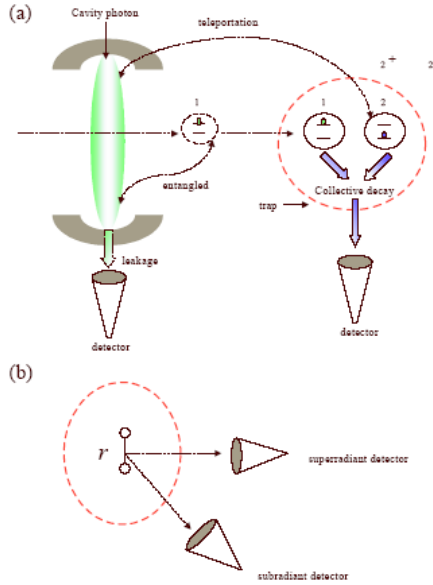 (a)
Cavity photon
teleportation
2 + 2
1
1 2
entangled
Collective decay
trap
leakage
detector
detector
(b)
r
superradiant detector
subradiant detector